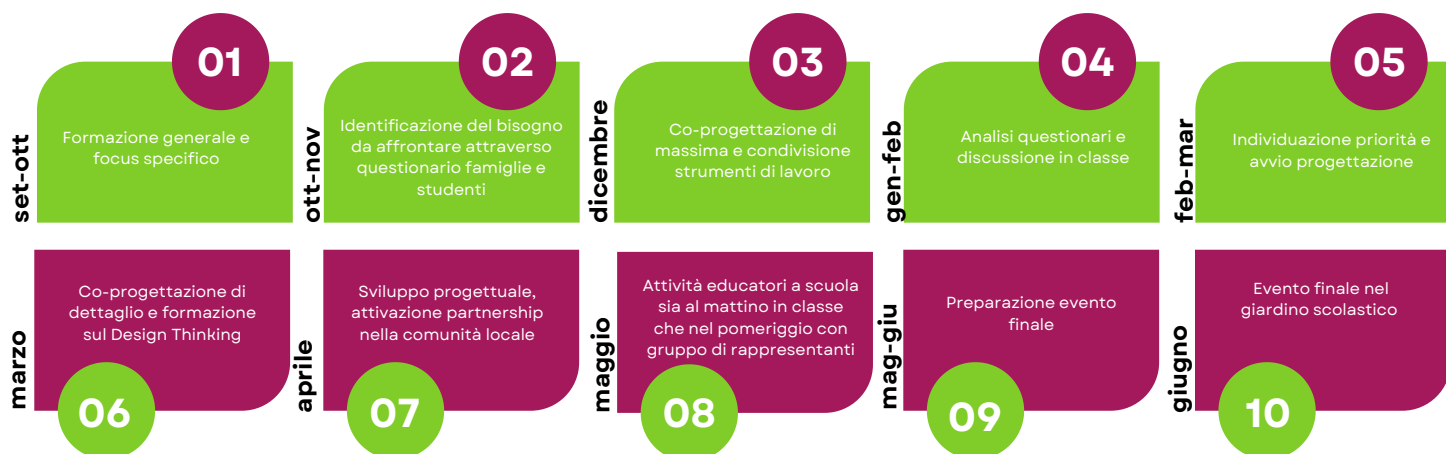 01
set-ott
Formazione generale e
focus specifico
02
ott-nov
Identificazione del bisogno
da affrontare attraverso
questionario famiglie e
studenti
03
dicembre
Co-progettazione di
massima e condivisione
strumenti di lavoro
04
gen-feb
Analisi questionari e
discussione in classe
05
feb-mar
Individuazione priorità e
avvio progettazione
marzo
Co-progettazione di
dettaglio e formazione
sul Design Thinking
06
aprile
Sviluppo progettuale,
attivazione partnership
nella comunità locale
07
maggio
Attività educatori a scuola
sia al mattino in classe
che nel pomeriggio con
gruppo di rappresentanti
08
mag-giu
Preparazione evento
finale
09
giugno
Evento finale nel
giardino scolastico
10